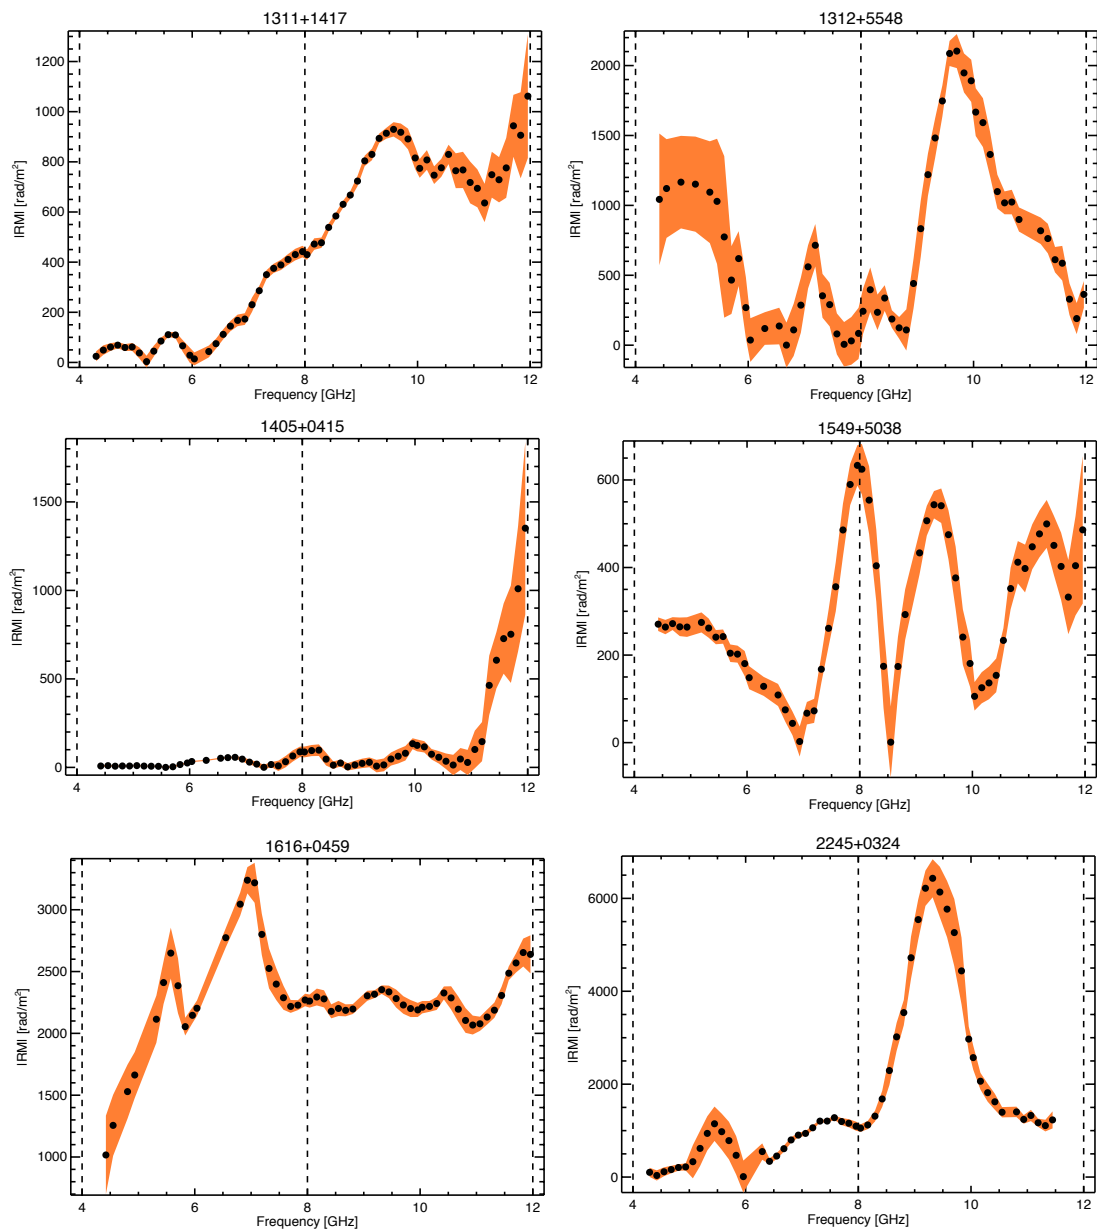 1311+1417
1200
1000
800
600
400
200
0
IRMI [rad/m²]
4 6 8 10 12
Frequency [GHz]
1312+5548
2000
1500
1000
500
0
IRMI [rad/m²]
4 6 8 10 12
Frequency [GHz]
1405+0415
1500
1000
500
0
IRMI [rad/m²]
4 6 8 10 12
Frequency [GHz]
1549+5038
600
400
200
0
IRMI [rad/m²]
4 6 8 10 12
Frequency [GHz]
1616+0459
3000
2500
2000
1500
1000
IRMI [rad/m²]
4 6 8 10 12
Frequency [GHz]
2245+0324
6000
4000
2000
0
IRMI [rad/m²]
4 6 8 10 12
Frequency [GHz]